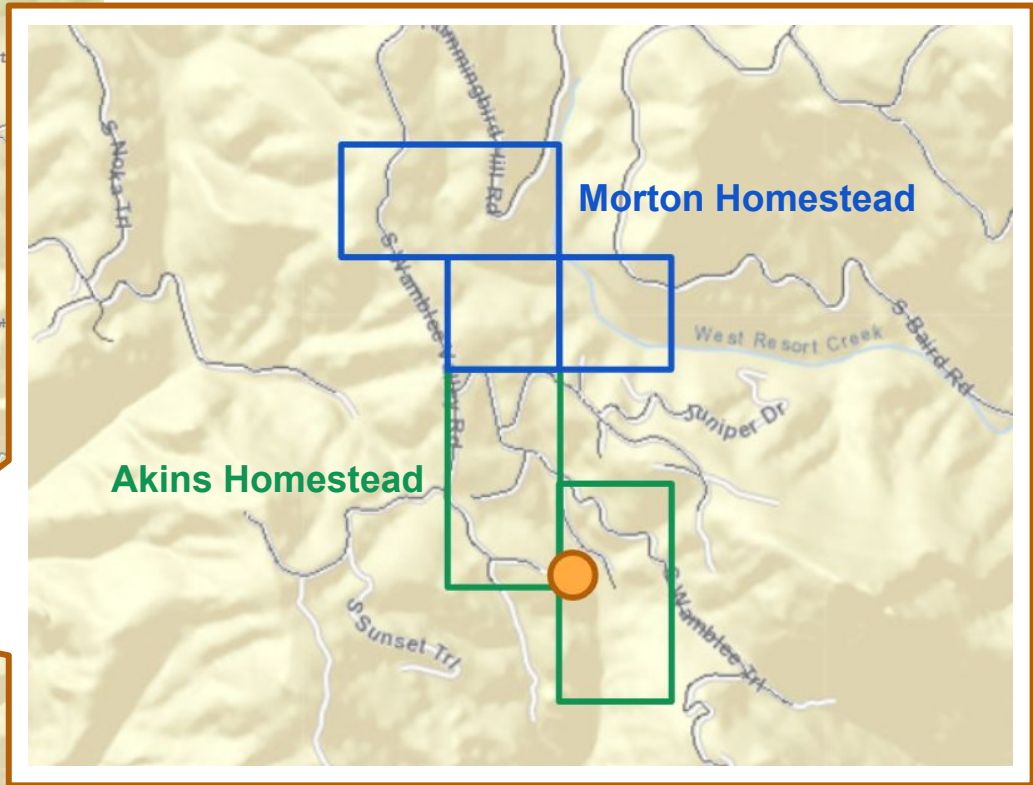 Hummingbird Hill Rd
S Noka Trl
Morton Homestead
S Wamblee Valley Rd
West Resort Creek
S Baird Rd
Juniper Dr
Akins Homestead
S Sunset Trl
S Wamblee Trl